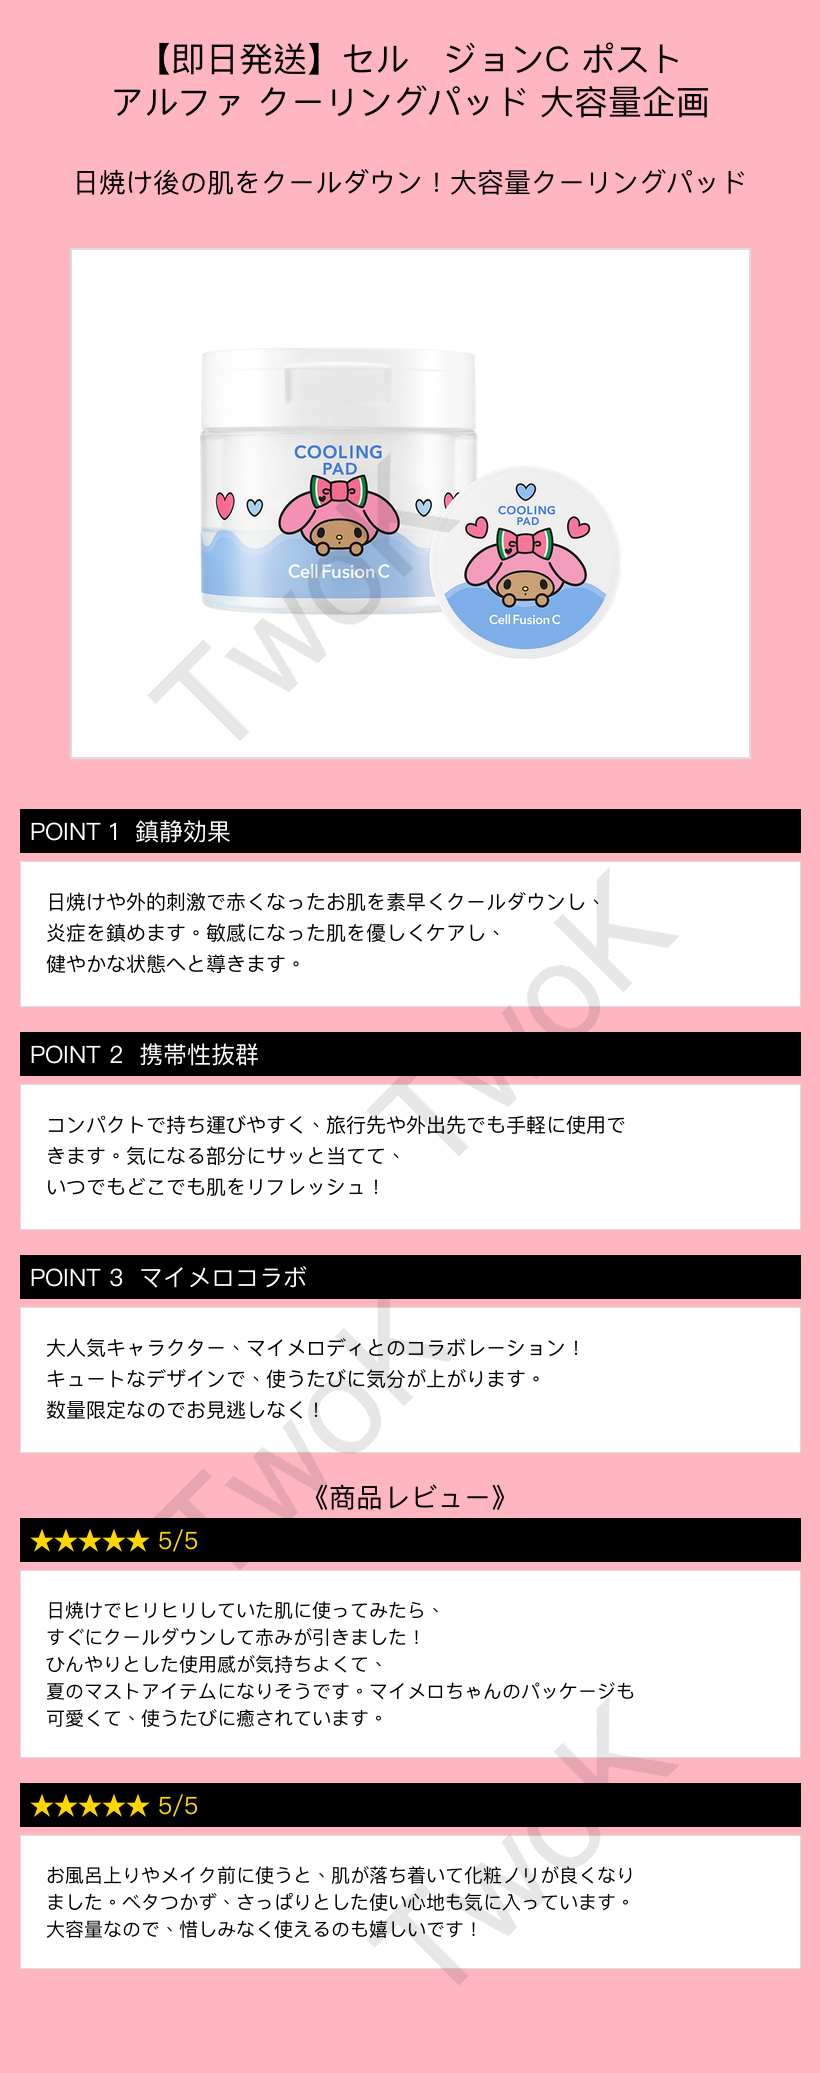 【即日発送】セル　ジョンC ポスト
アルファ クーリングパッド 大容量企画
日焼け後の肌をクールダウン！大容量クーリングパッド
COOLING
PAD
Cell Fusion C
COOLING
PAD
Cell Fusion C
TwoK
POINT 1 鎮静効果
日焼けや外的刺激で赤くなったお肌を素早くクールダウンし、
炎症を鎮めます。敏感になった肌を優しくケアし、
健やかな状態へと導きます。
TwoK
POINT 2 携帯性抜群
コンパクトで持ち運びやすく、旅行先や外出先でも手軽に使用で
きます。気になる部分にサッと当てて、
いつでもどこでも肌をリフレッシュ！
POINT 3 マイメロコラボ
大人気キャラクター、マイメロディとのコラボレーション！
キュートなデザインで、使うたびに気分が上がります。
数量限定なのでお見逃しなく！
TwoK
《商品レビュー》
★★★★★ 5/5
日焼けでヒリヒリしていた肌に使ってみたら、
すぐにクールダウンして赤みが引きました！
ひんやりとした使用感が気持ちよくて、
夏のマストアイテムになりそうです。マイメロちゃんのパッケージも
可愛くて、使うたびに癒されています。
★★★★★ 5/5
お風呂上りやメイク前に使うと、肌が落ち着いて化粧ノリが良くなり
ました。ベタつかず、さっぱりとした使い心地も気に入っています。
大容量なので、惜しみなく使えるのも嬉しいです！
TwoK